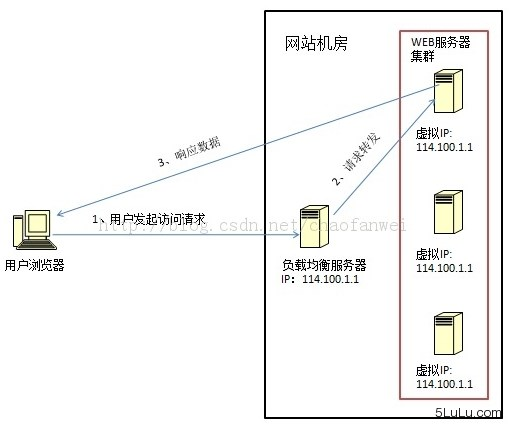 网站机房
WEB服务器
集群
虚拟IP:
114.100.1.1
3、响应数据
2、请求转发
1、用户发起访问请求
http://blog.csdn.net/chaofanwei
用户浏览器
负载均衡服务器
IP：114.100.1.1
虚拟IP:
114.100.1.1
虚拟IP:
114.100.1.1
5LuLu.com